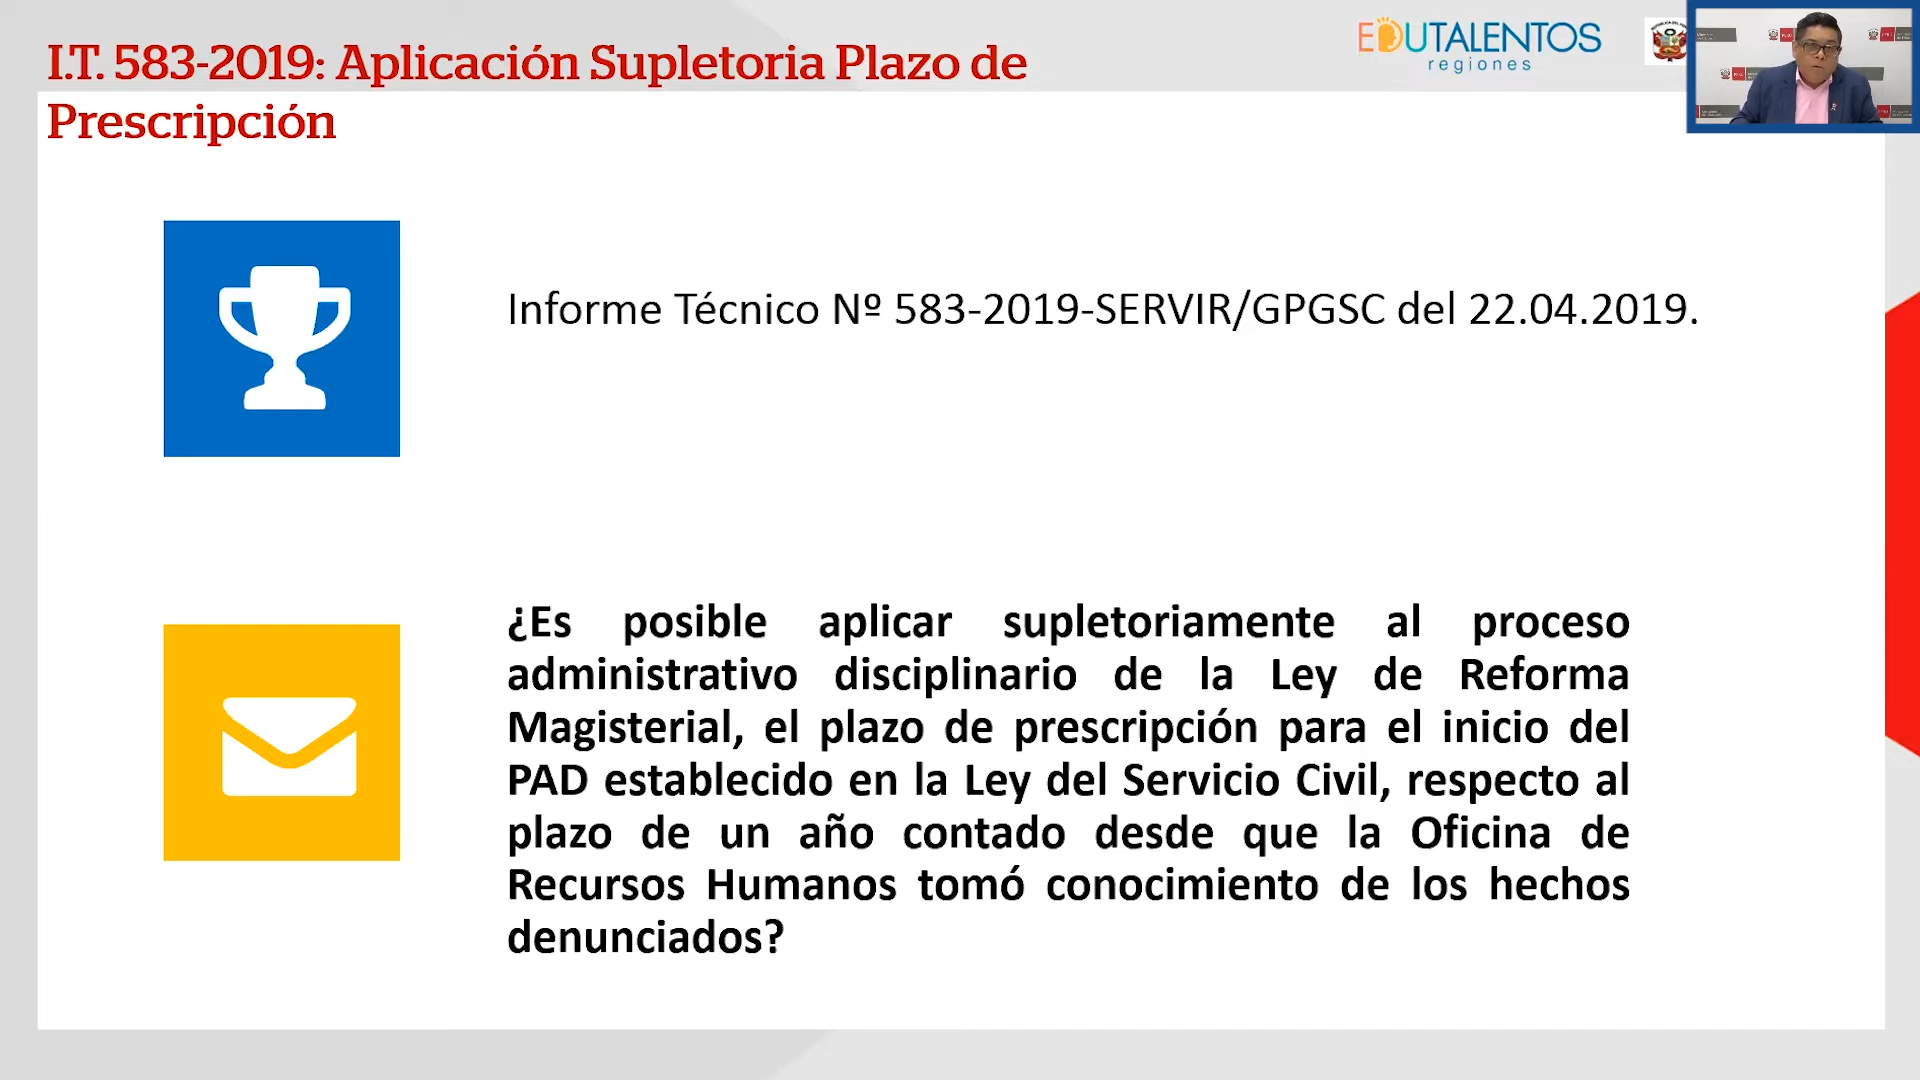 I.T. 583-2019: Aplicación Supletoria Plazo de
Prescripción
EDUTALENTOS
regiones
Informe Técnico Nº 583-2019-SERVIR/GPGSC del 22.04.2019.
¿Es posible aplicar supletoriamente al proceso
administrativo disciplinario de la Ley de Reforma
Magisterial, el plazo de prescripción para el inicio del
PAD establecido en la Ley del Servicio Civil, respecto al
plazo de un año contado desde que la Oficina de
Recursos Humanos tomó conocimiento de los hechos
denunciados?